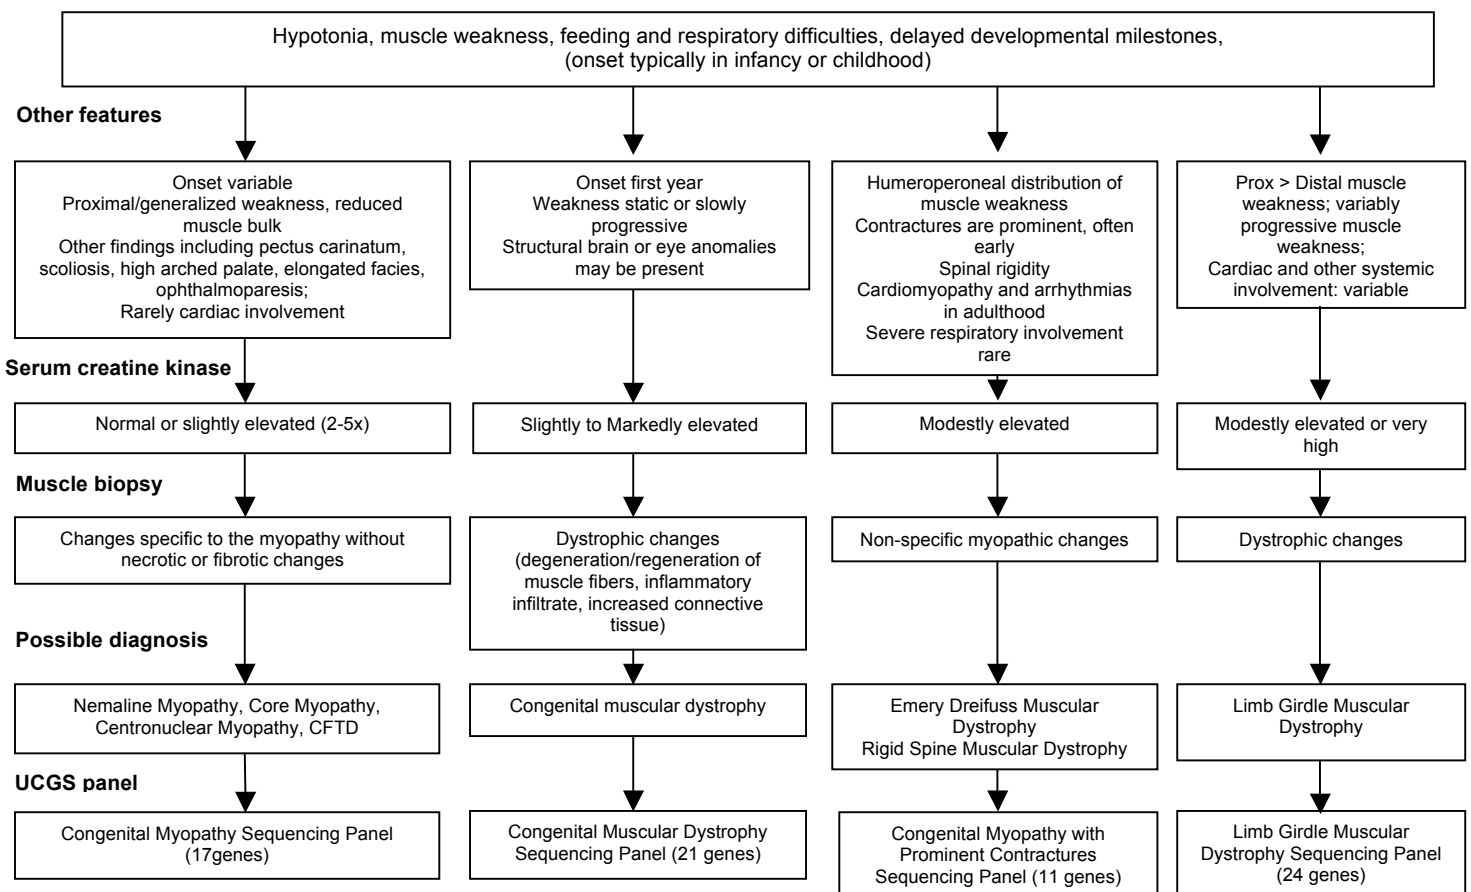 Hypotonia, muscle weakness, feeding and respiratory difficulties, delayed developmental milestones,
(onset typically in infancy or childhood)
Other features
Onset variable
Proximal/generalized weakness, reduced
muscle bulk
Other findings including pectus carinatum,
scoliosis, high arched palate, elongated facies,
ophthalmoparesis;
Rarely cardiac involvement
Onset first year
Weakness static or slowly
progressive
Structural brain or eye anomalies
may be present
Humeroperoneal distribution of
muscle weakness
Contractures are prominent, often
early
Spinal rigidity
Cardiomyopathy and arrhythmias
in adulthood
Severe respiratory involvement
rare
Prox > Distal muscle
weakness; variably
progressive muscle
weakness;
Cardiac and other systemic
involvement: variable
Serum creatine kinase
Normal or slightly elevated (2-5x)
Slightly to Markedly elevated
Modestly elevated
Modestly elevated or very
high
Muscle biopsy
Changes specific to the myopathy without
necrotic or fibrotic changes
Dystrophic changes
(degeneration/regeneration of
muscle fibers, inflammatory
infiltrate, increased connective
tissue)
Non-specific myopathic changes
Dystrophic changes
Possible diagnosis
Nemaline Myopathy, Core Myopathy,
Centronuclear Myopathy, CFTD
Congenital muscular dystrophy
Emery Dreifuss Muscular
Dystrophy
Rigid Spine Muscular Dystrophy
Limb Girdle Muscular
Dystrophy
UCGS panel
Congenital Myopathy Sequencing Panel
(17genes)
Congenital Muscular Dystrophy
Sequencing Panel (21 genes)
Congenital Myopathy with
Prominent Contractures
Sequencing Panel (11 genes)
Limb Girdle Muscular
Dystrophy Sequencing Panel
(24 genes)